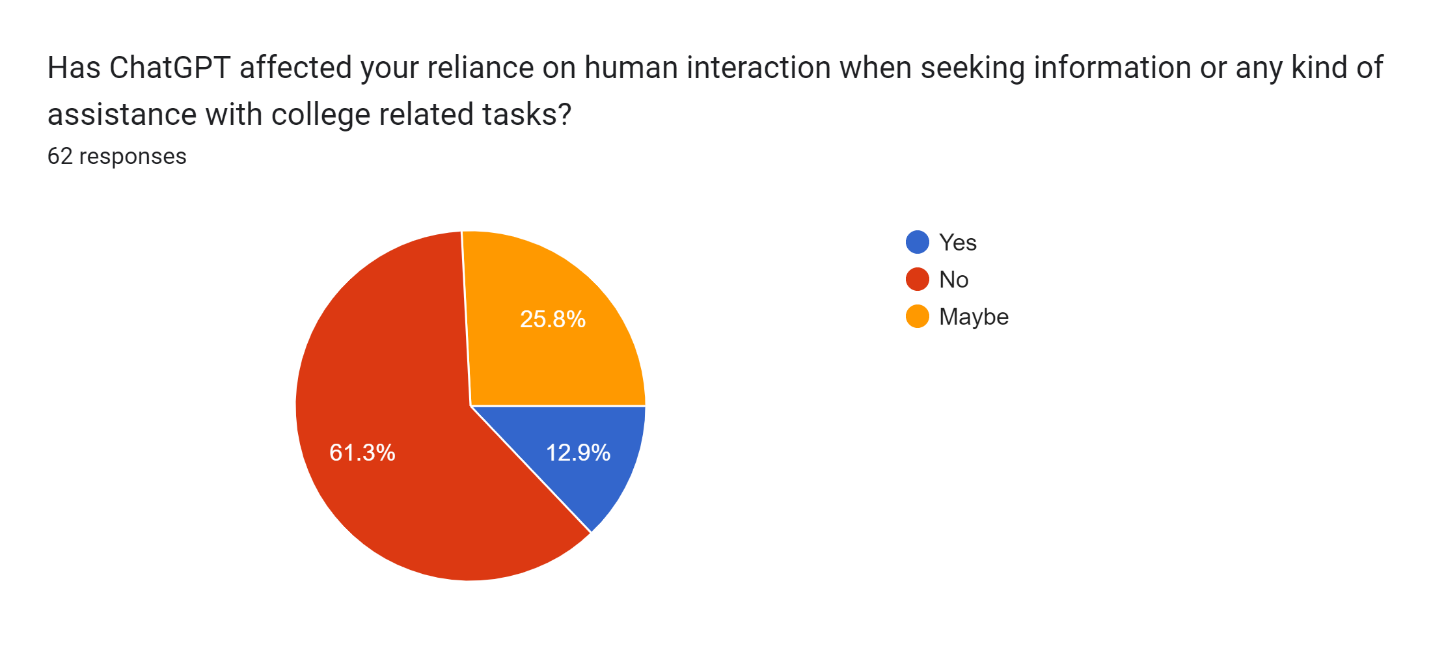 Has ChatGPT affected your reliance on human interaction when seeking information or any kind of
assistance with college related tasks?
62 responses
Yes
No
Maybe
25.8%
61.3%
12.9%